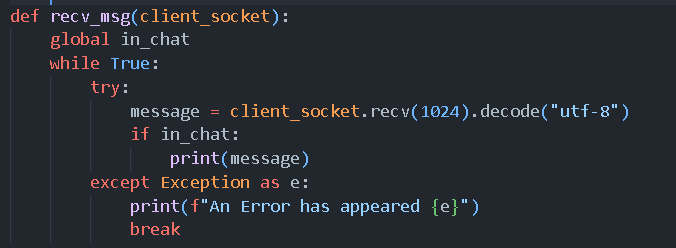 def recv_msg(client_socket):
    global in_chat
    while True:
        try:
            message = client_socket.recv(1024).decode("utf-8")
            if in_chat:
                print(message)
        except Exception as e:
            print(f"An Error has appeared {e}")
            break